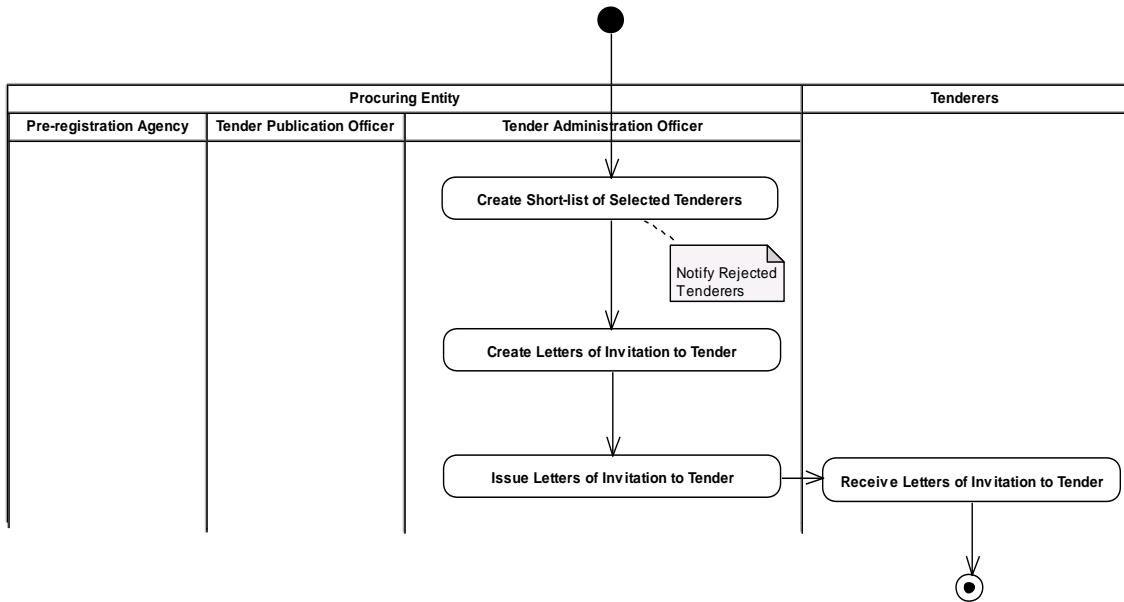 Procuring Entity
Tenderers
Pre-registration Agency
Tender Publication Officer
Tender Administration Officer
Create Short-list of Selected Tenderers
Notify Rejected
Tenderers
Create Letters of Invitation to Tender
Issue Letters of Invitation to Tender
Receive Letters of Invitation to Tender